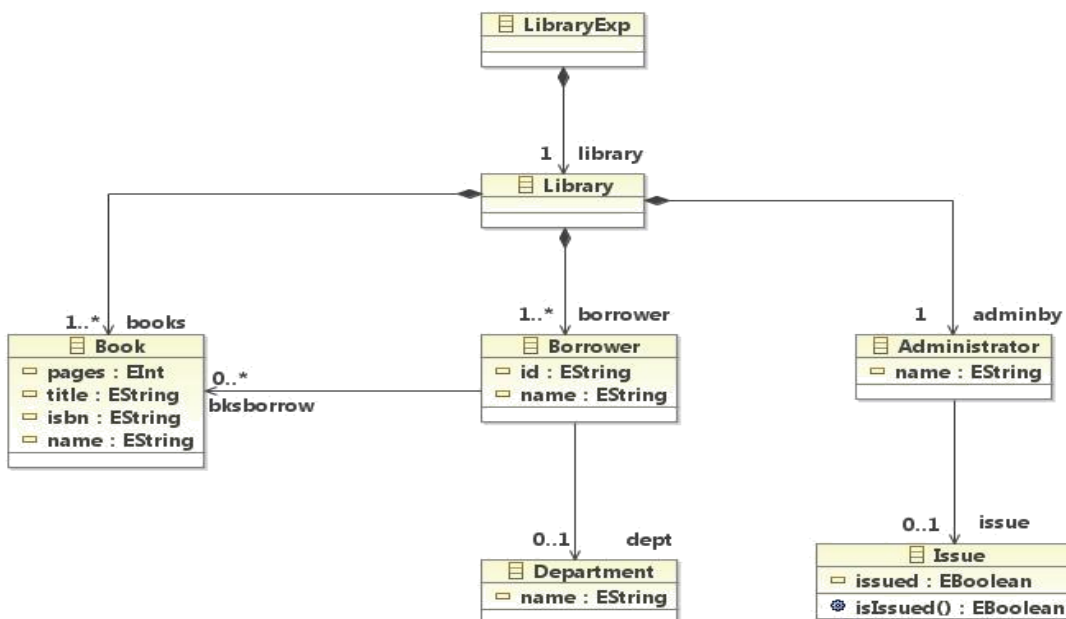 LibraryExp
1 library
Library
1..* books
1..* borrower
1 adminby
Book
pages : EInt
title : EString
isbn : EString
name : EString
0..*
bksborrow
Borrower
id : EString
name : EString
Administrator
name : EString
0..1 dept
0..1 issue
Department
name : EString
Issue
issued : EBoolean
isIssued() : EBoolean